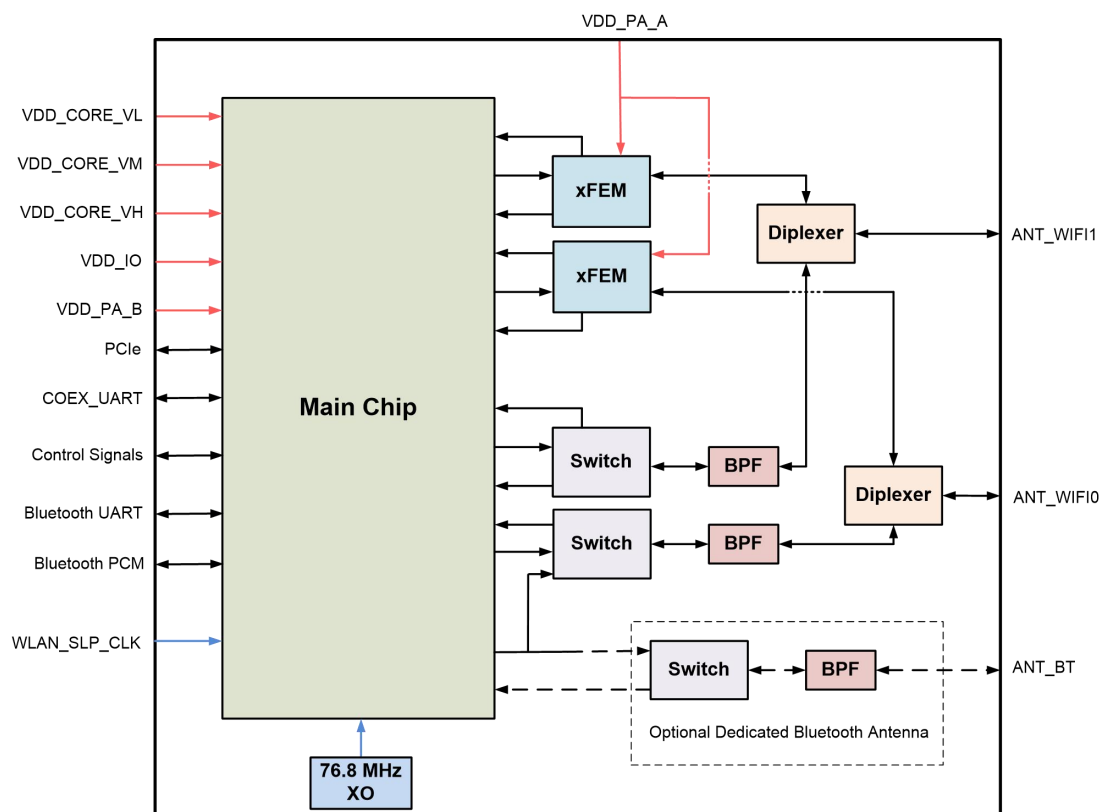 VDD_PA_A
VDD_CORE_VL
VDD_CORE_VM
VDD_CORE_VH
VDD_IO
VDD_PA_B
PCIe
COEX_UART
Control Signals
Bluetooth UART
Bluetooth PCM
WLAN_SLP_CLK
Main Chip
76.8 MHz
XO
xFEM
xFEM
Diplexer
ANT_WIFI1
Switch
BPF
Diplexer
ANT_WIFI0
Switch
BPF
Switch
BPF
ANT_BT
Optional Dedicated Bluetooth Antenna